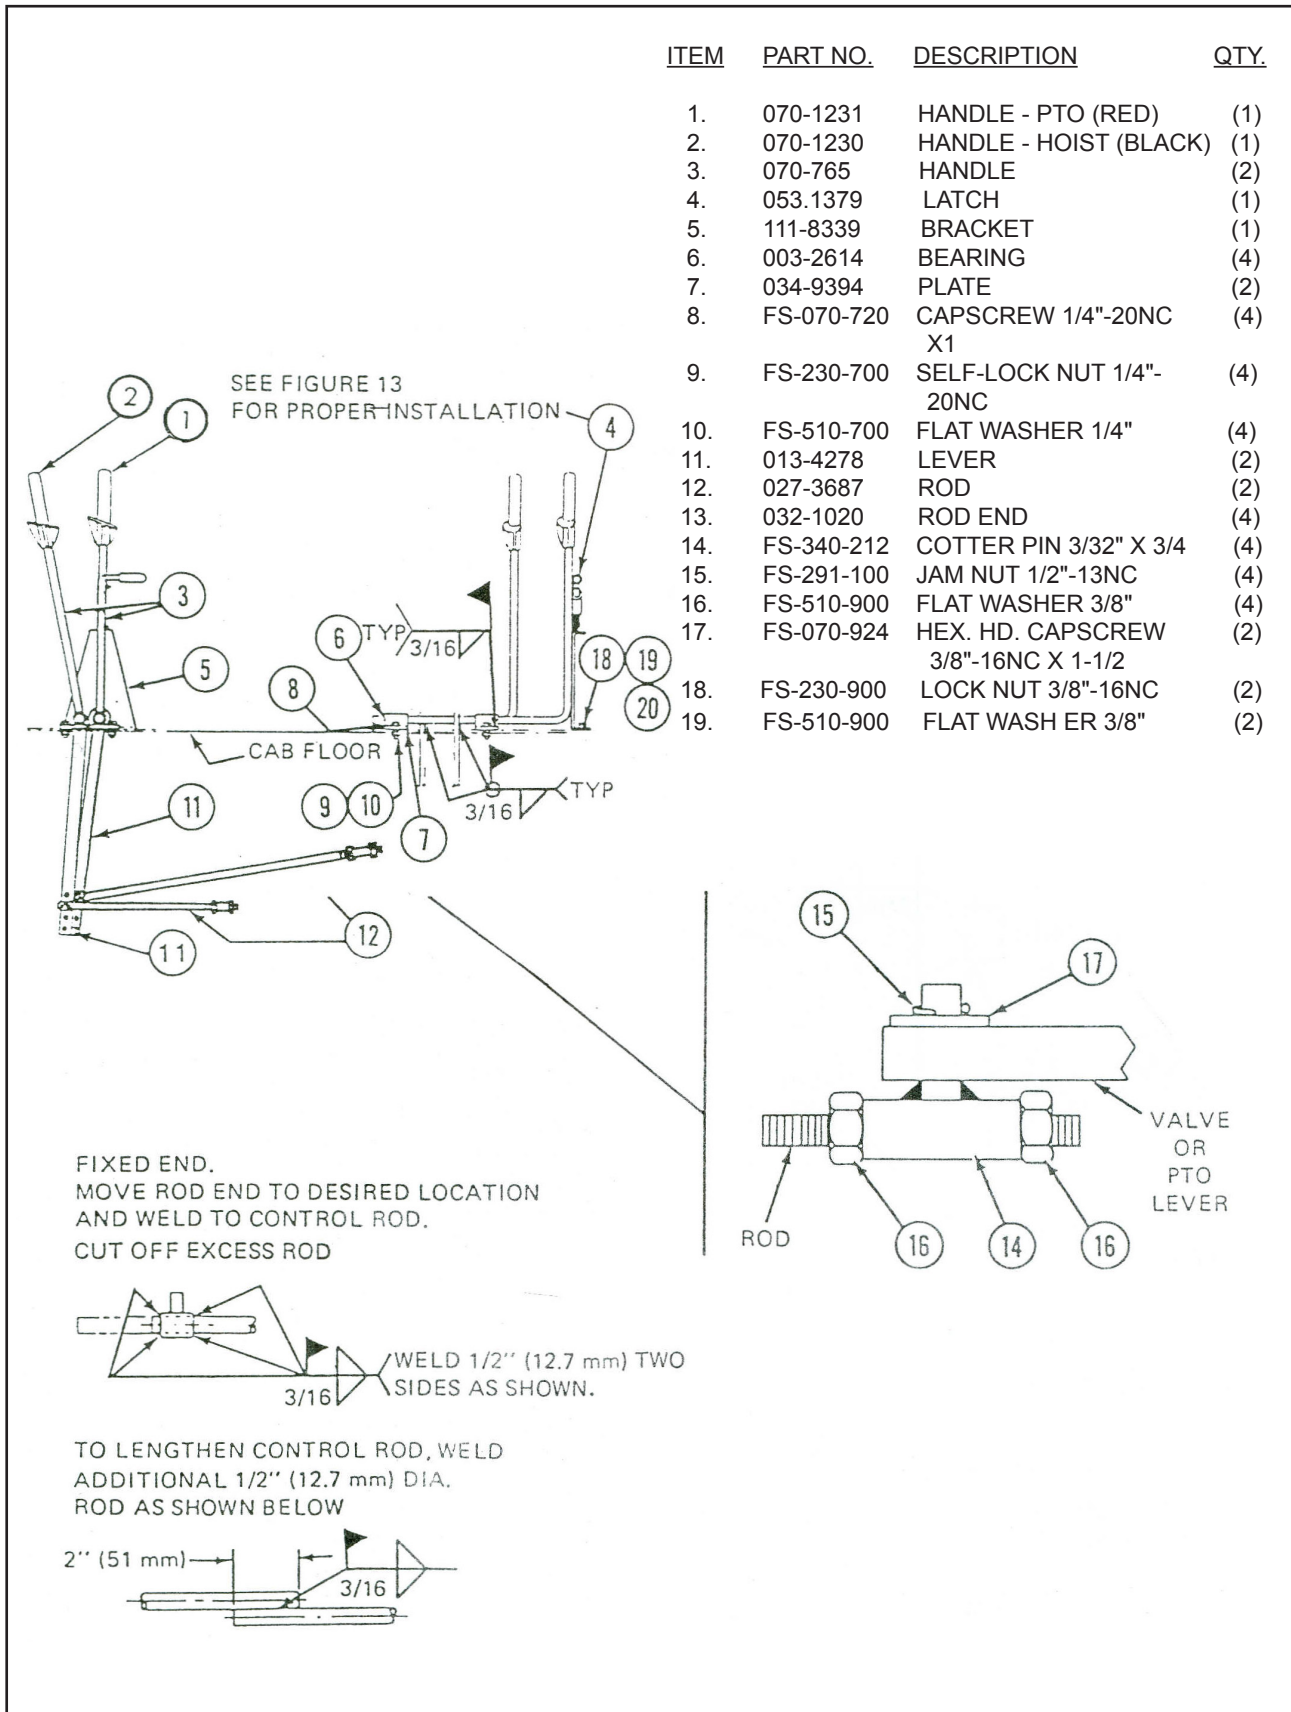 ITEM PART NO. DESCRIPTION QTY.
1. 070-1231 HANDLE - PTO (RED) (1)
2. 070-1230 HANDLE - HOIST (BLACK) (1)
3. 070-765 HANDLE (2)
4. 053.1379 LATCH (1)
5. 111-8339 BRACKET (1)
6. 003-2614 BEARING (4)
7. 034-9394 PLATE (2)
8. FS-070-720 CAPSCREW 1/4"-20NC (4)
X1
9. FS-230-700 SELF-LOCK NUT 1/4"- (4)
20NC
10. FS-510-700 FLAT WASHER 1/4" (4)
11. 013-4278 LEVER (2)
12. 027-3687 ROD (2)
13. 032-1020 ROD END (4)
14. FS-340-212 COTTER PIN 3/32" X 3/4 (4)
15. FS-291-100 JAM NUT 1/2"-13NC (4)
16. FS-510-900 FLAT WASHER 3/8" (4)
17. FS-070-924 HEX. HD. CAPSCREW (2)
3/8"-16NC X 1-1/2
18. FS-230-900 LOCK NUT 3/8"-16NC (2)
19. FS-510-900 FLAT WASH ER 3/8" (2)
SEE FIGURE 13
FOR PROPER INSTALLATION
2
1
4
3
6
TYP
3/16
5
8
18 19
20
CAB FLOOR
11
9 10
7
3/16
TYP
11
12
15
17
VALVE
OR
PTO
LEVER
ROD
16
14
16
FIXED END.
MOVE ROD END TO DESIRED LOCATION
AND WELD TO CONTROL ROD.
CUT OFF EXCESS ROD
3/16
WELD 1/2" (12.7 mm) TWO
SIDES AS SHOWN.
TO LENGTHEN CONTROL ROD, WELD
ADDITIONAL 1/2" (12.7 mm) DIA.
ROD AS SHOWN BELOW
2" (51 mm)
3/16